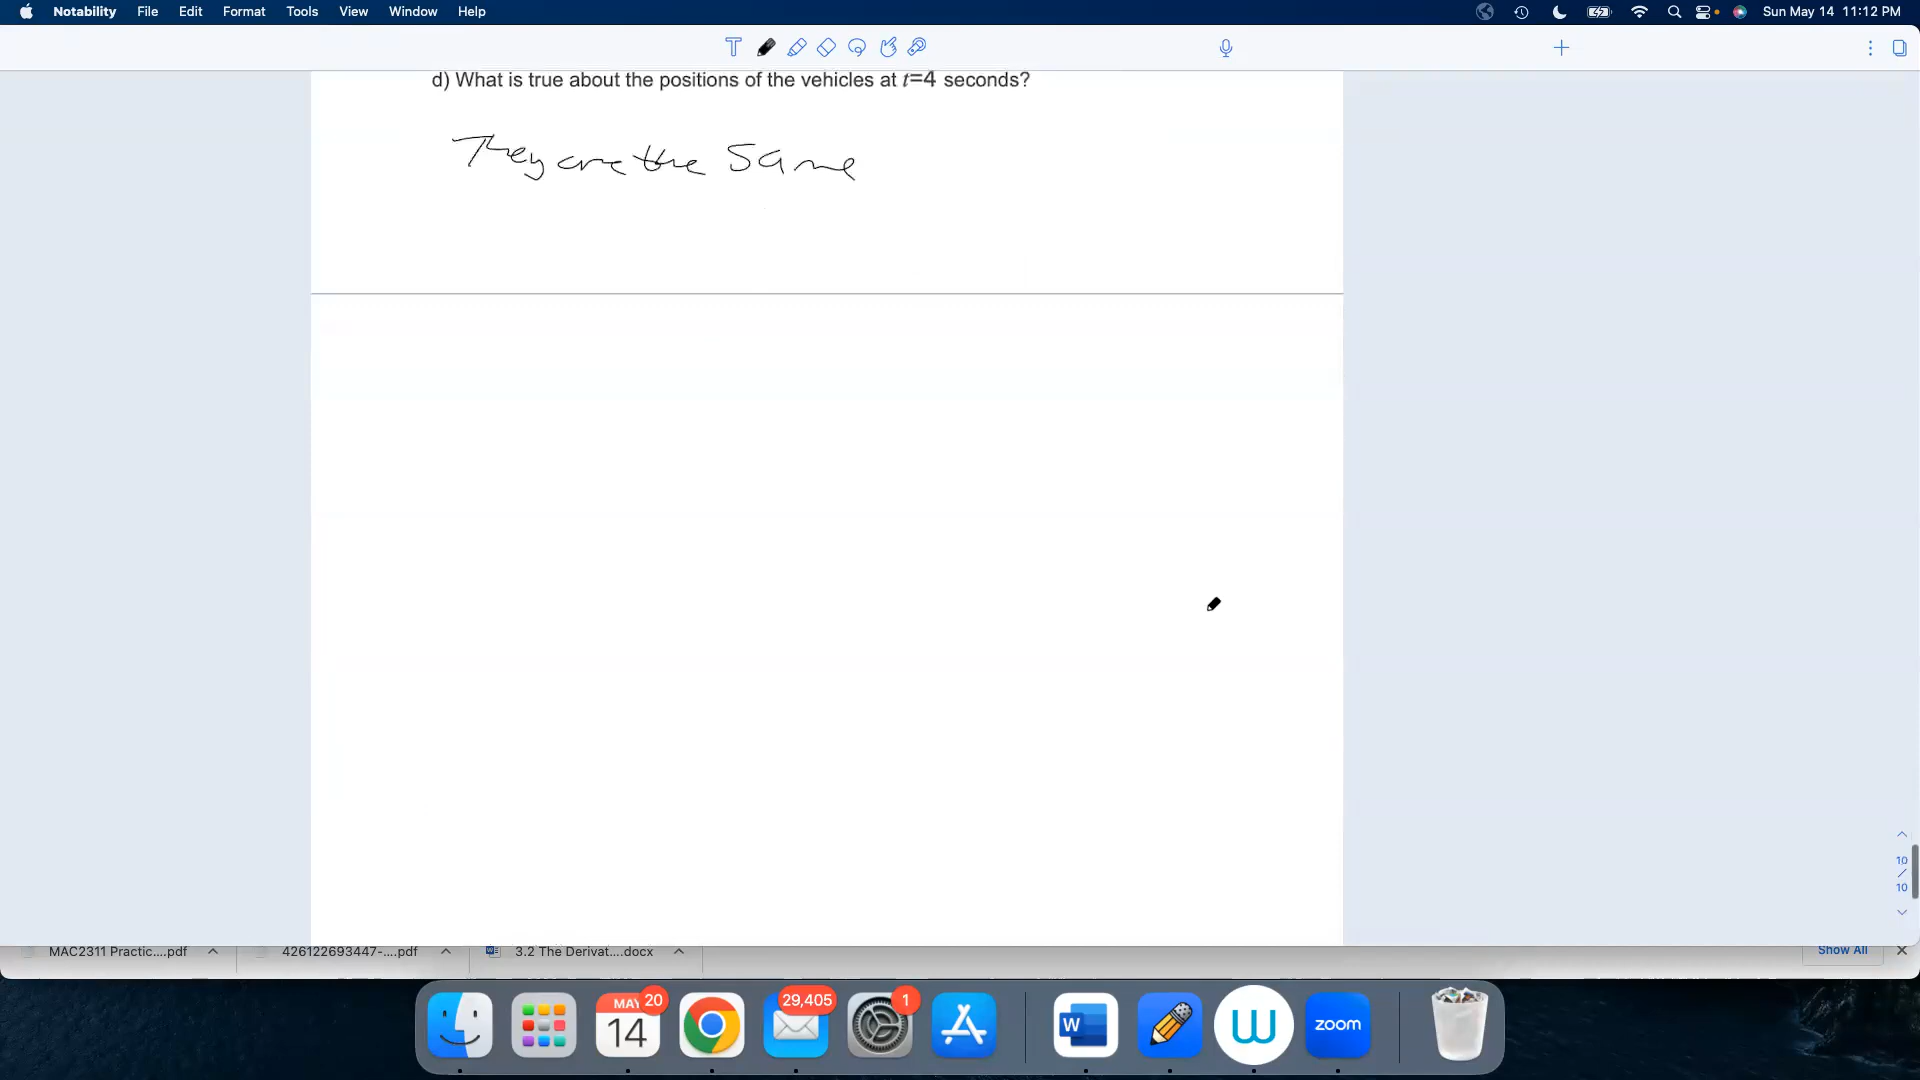 Notability File Edit Format Tools View Window Help Sun May 14 11:12 PM
d) What is true about the positions of the vehicles at t=4 seconds?
They are the same
10
/
10
MAC2311 Practic....pdf 426122693447-....pdf 3.2 The Derivat....docx Show All
MAY 20 29,405 1
14 W zoom